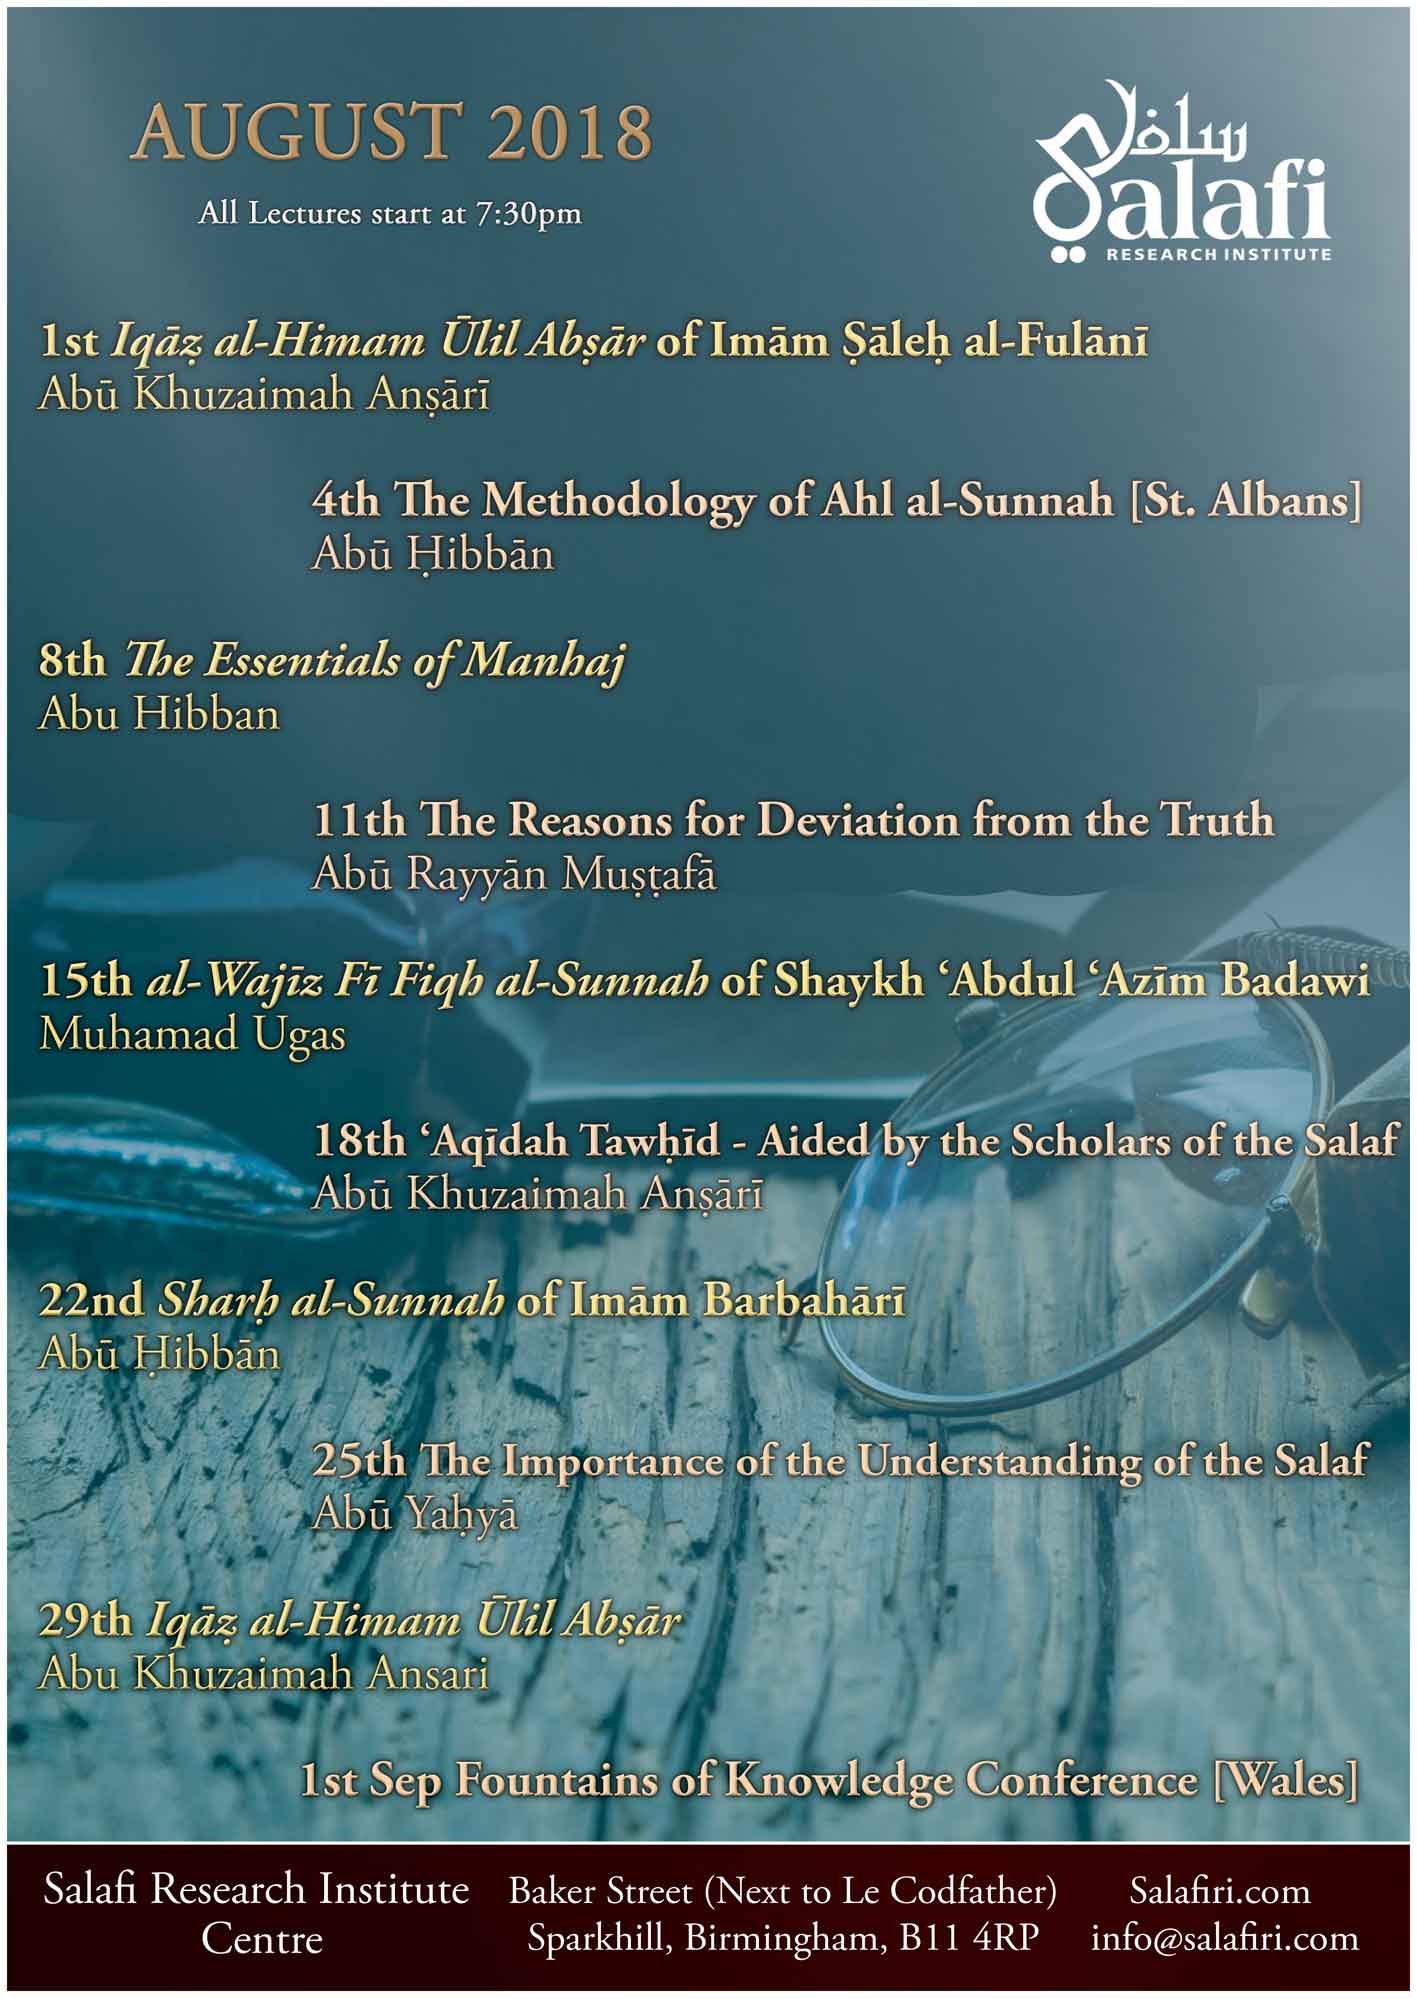 AUGUST 2018
All Lectures start at 7:30pm
سلفي
Salafi
RESEARCH INSTITUTE
1st Iqāẓ al-Himam Ūlil Abṣār of Imām Ṣāleḥ al-Fulānī
Abū Khuzaimah Anṣārī
4th The Methodology of Ahl al-Sunnah [St. Albans]
Abū Ḥibbān
8th The Essentials of Manhaj
Abu Hibban
11th The Reasons for Deviation from the Truth
Abū Rayyān Muṣṭafā
15th al-Wajīz Fī Fiqh al-Sunnah of Shaykh ‘Abdul ‘Azīm Badawi
Muhamad Ugas
18th ‘Aqīdah Tawḥīd - Aided by the Scholars of the Salaf
Abū Khuzaimah Anṣārī
22nd Sharḥ al-Sunnah of Imām Barbahārī
Abū Ḥibbān
25th The Importance of the Understanding of the Salaf
Abū Yaḥyā
29th Iqāẓ al-Himam Ūlil Abṣār
Abu Khuzaimah Ansari
1st Sep Fountains of Knowledge Conference [Wales]
Salafi Research Institute
Centre
Baker Street (Next to Le Codfather)
Sparkhill, Birmingham, B11 4RP
Salafiri.com
info@salafiri.com